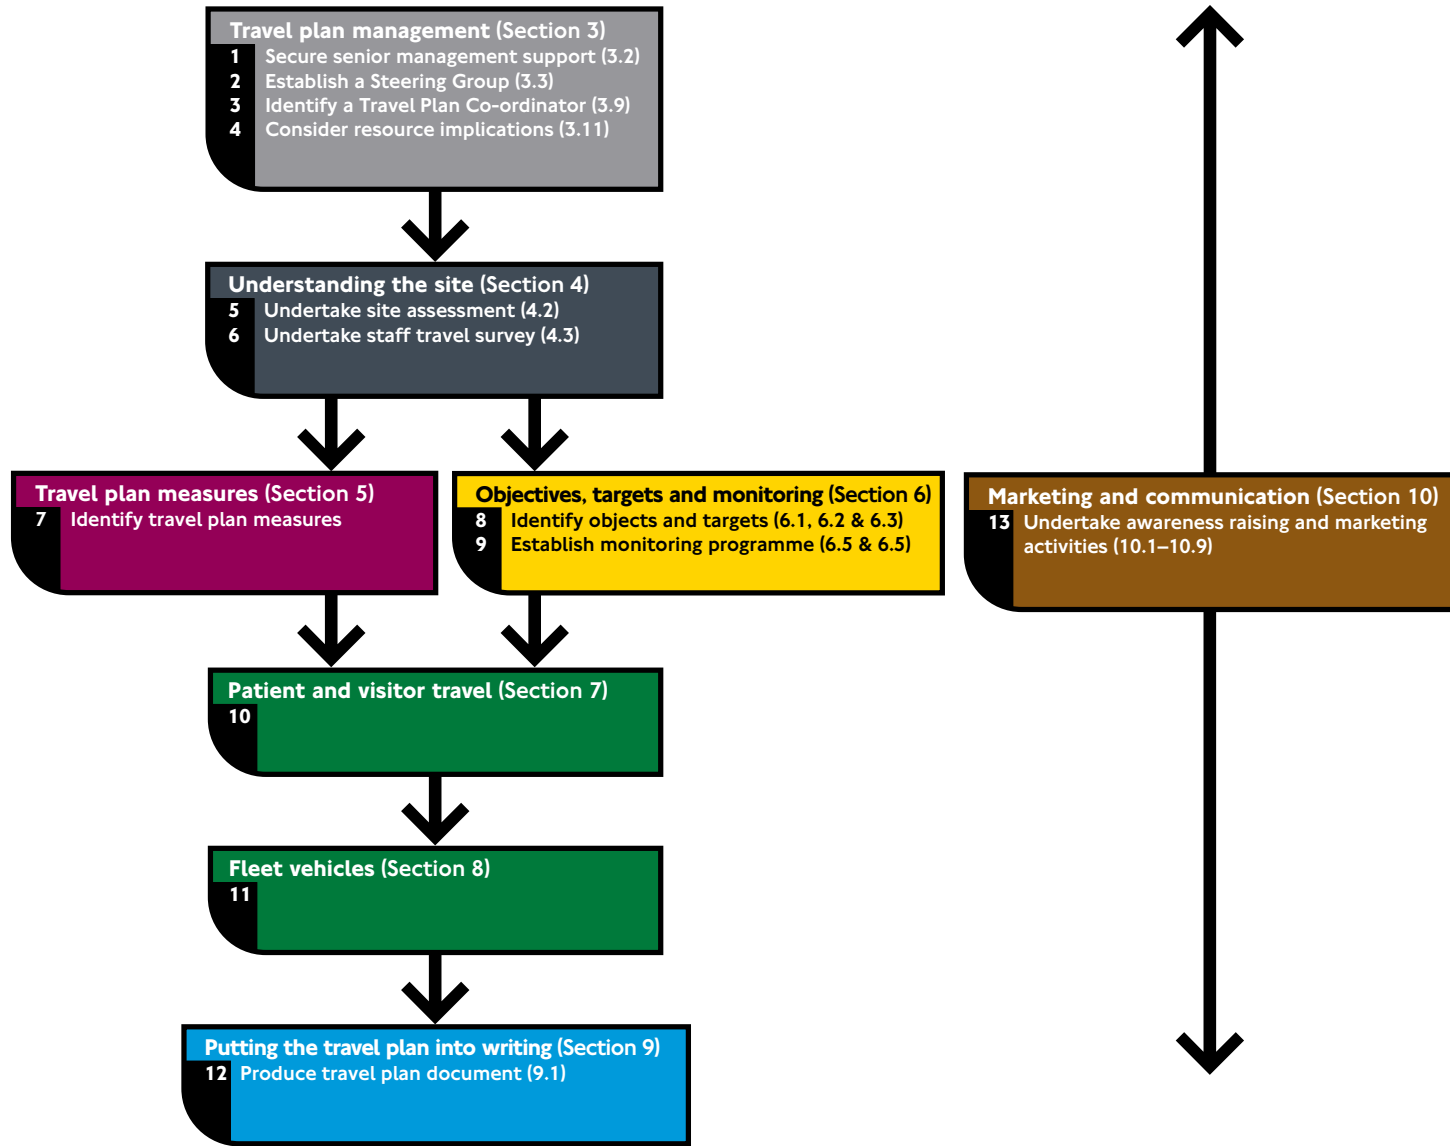 Travel plan management (Section 3)
1 Secure senior management support (3.2)
2 Establish a Steering Group (3.3)
3 Identify a Travel Plan Co-ordinator (3.9)
4 Consider resource implications (3.11)
Understanding the site (Section 4)
5 Undertake site assessment (4.2)
6 Undertake staff travel survey (4.3)
Travel plan measures (Section 5)
7 Identify travel plan measures
Objectives, targets and monitoring (Section 6)
8 Identify objects and targets (6.1, 6.2 & 6.3)
9 Establish monitoring programme (6.5 & 6.5)
Marketing and communication (Section 10)
13 Undertake awareness raising and marketing
activities (10.1–10.9)
Patient and visitor travel (Section 7)
10
Fleet vehicles (Section 8)
11
Putting the travel plan into writing (Section 9)
12 Produce travel plan document (9.1)